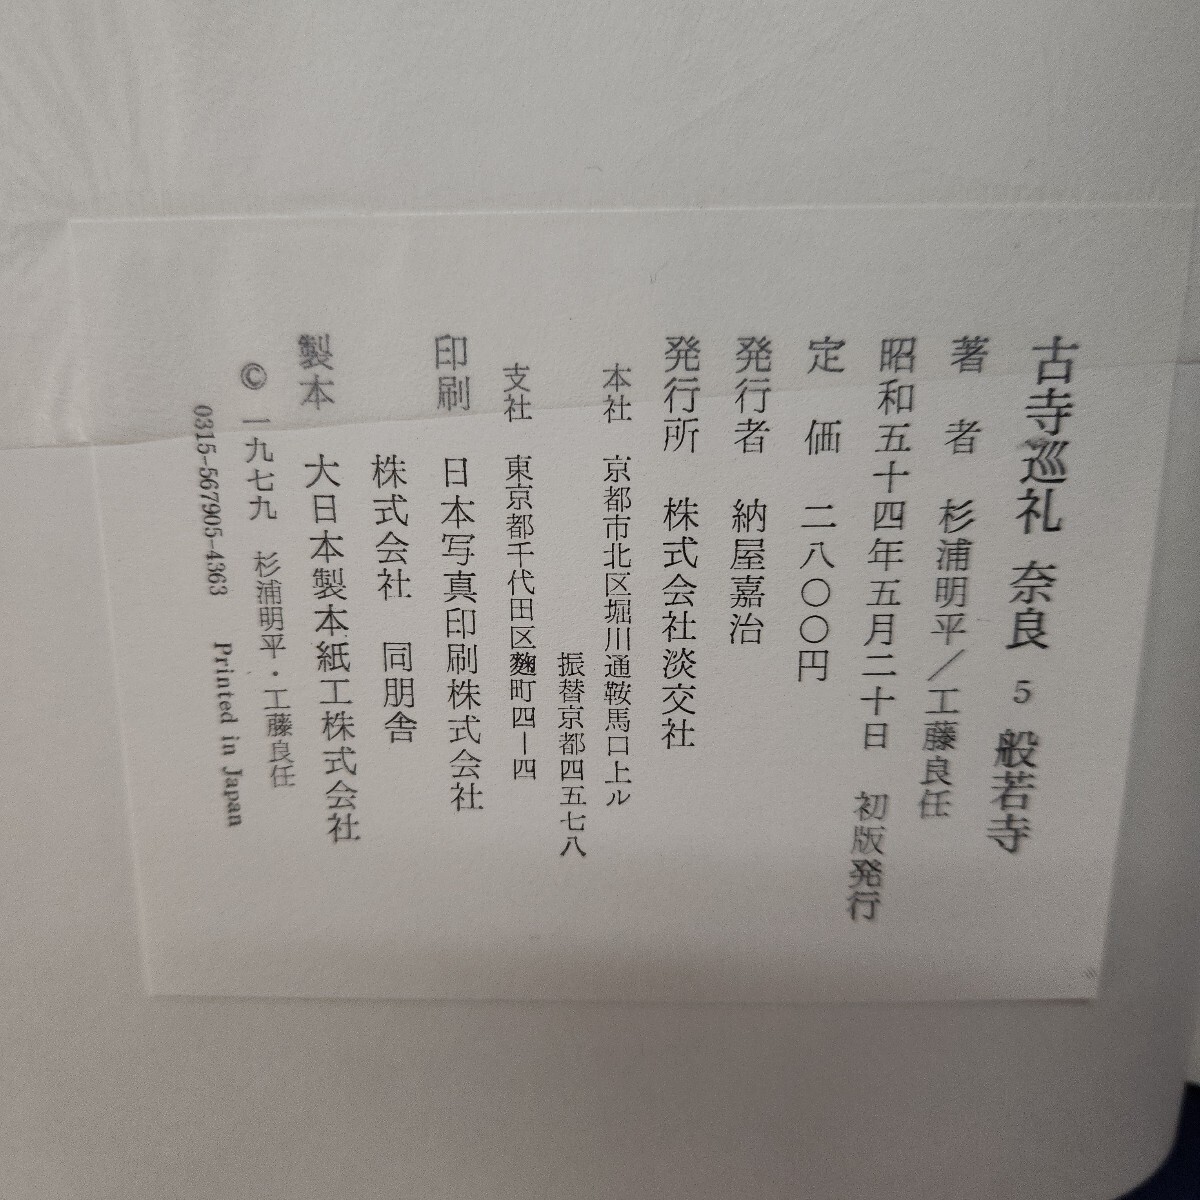 古寺巡礼 奈良 5 般若寺
著者 杉浦明平／工藤良任
昭和五十四年五月二十日 初版発行
定価 二八〇〇円
発行者 納屋嘉治
発行所 株式会社淡交社
本社 京都市北区堀川通鞍馬口上ル
振替京都四五七八
支社 東京都千代田区麹町四ー四
印刷 日本写真印刷株式会社
株式会社 同朋舎
製本 大日本製本紙工株式会社
© 一九七九 杉浦明平・工藤良任
0315-567905-4363 Printed in Japan